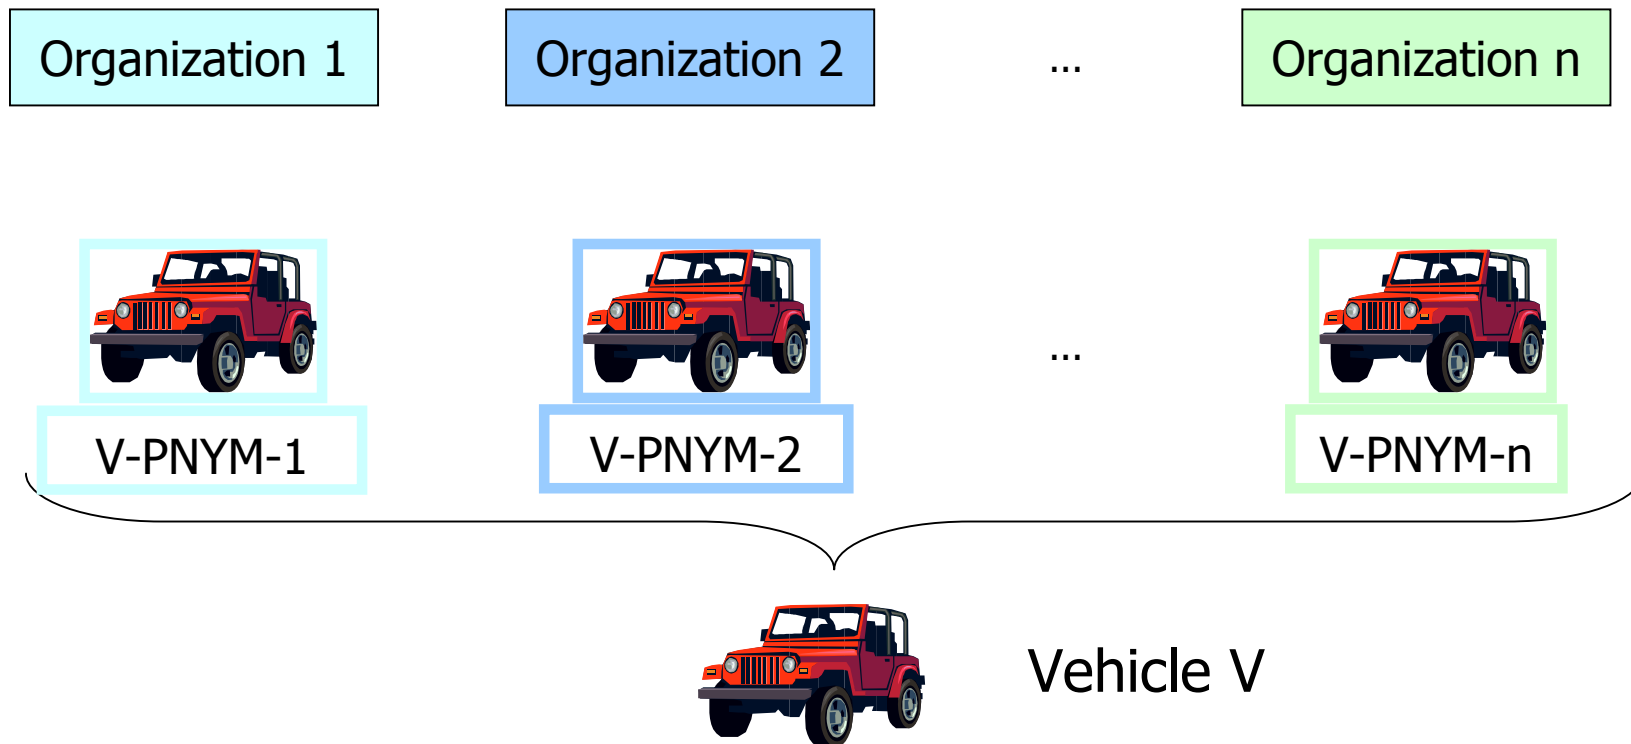 Organization 1
Organization 2
...
Organization n
...
V-PNYM-1
V-PNYM-2
V-PNYM-n
Vehicle V